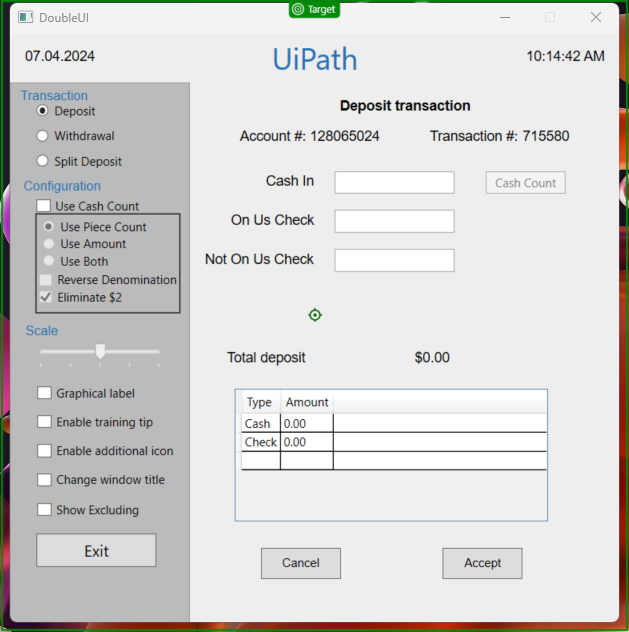 Target
DoubleUI
07.04.2024
UiPath
10:14:42 AM
Transaction
Deposit
Withdrawal
Split Deposit
Configuration
Use Cash Count
Use Piece Count
Use Amount
Use Both
Reverse Denomination
Eliminate $2
Scale
Graphical label
Enable training tip
Enable additional icon
Change window title
Show Excluding
Exit
Deposit transaction
Account #: 128065024 Transaction #: 715580
Cash In
Cash Count
On Us Check
Not On Us Check
Total deposit $0.00
Type Amount
Cash 0.00
Check 0.00
Cancel Accept